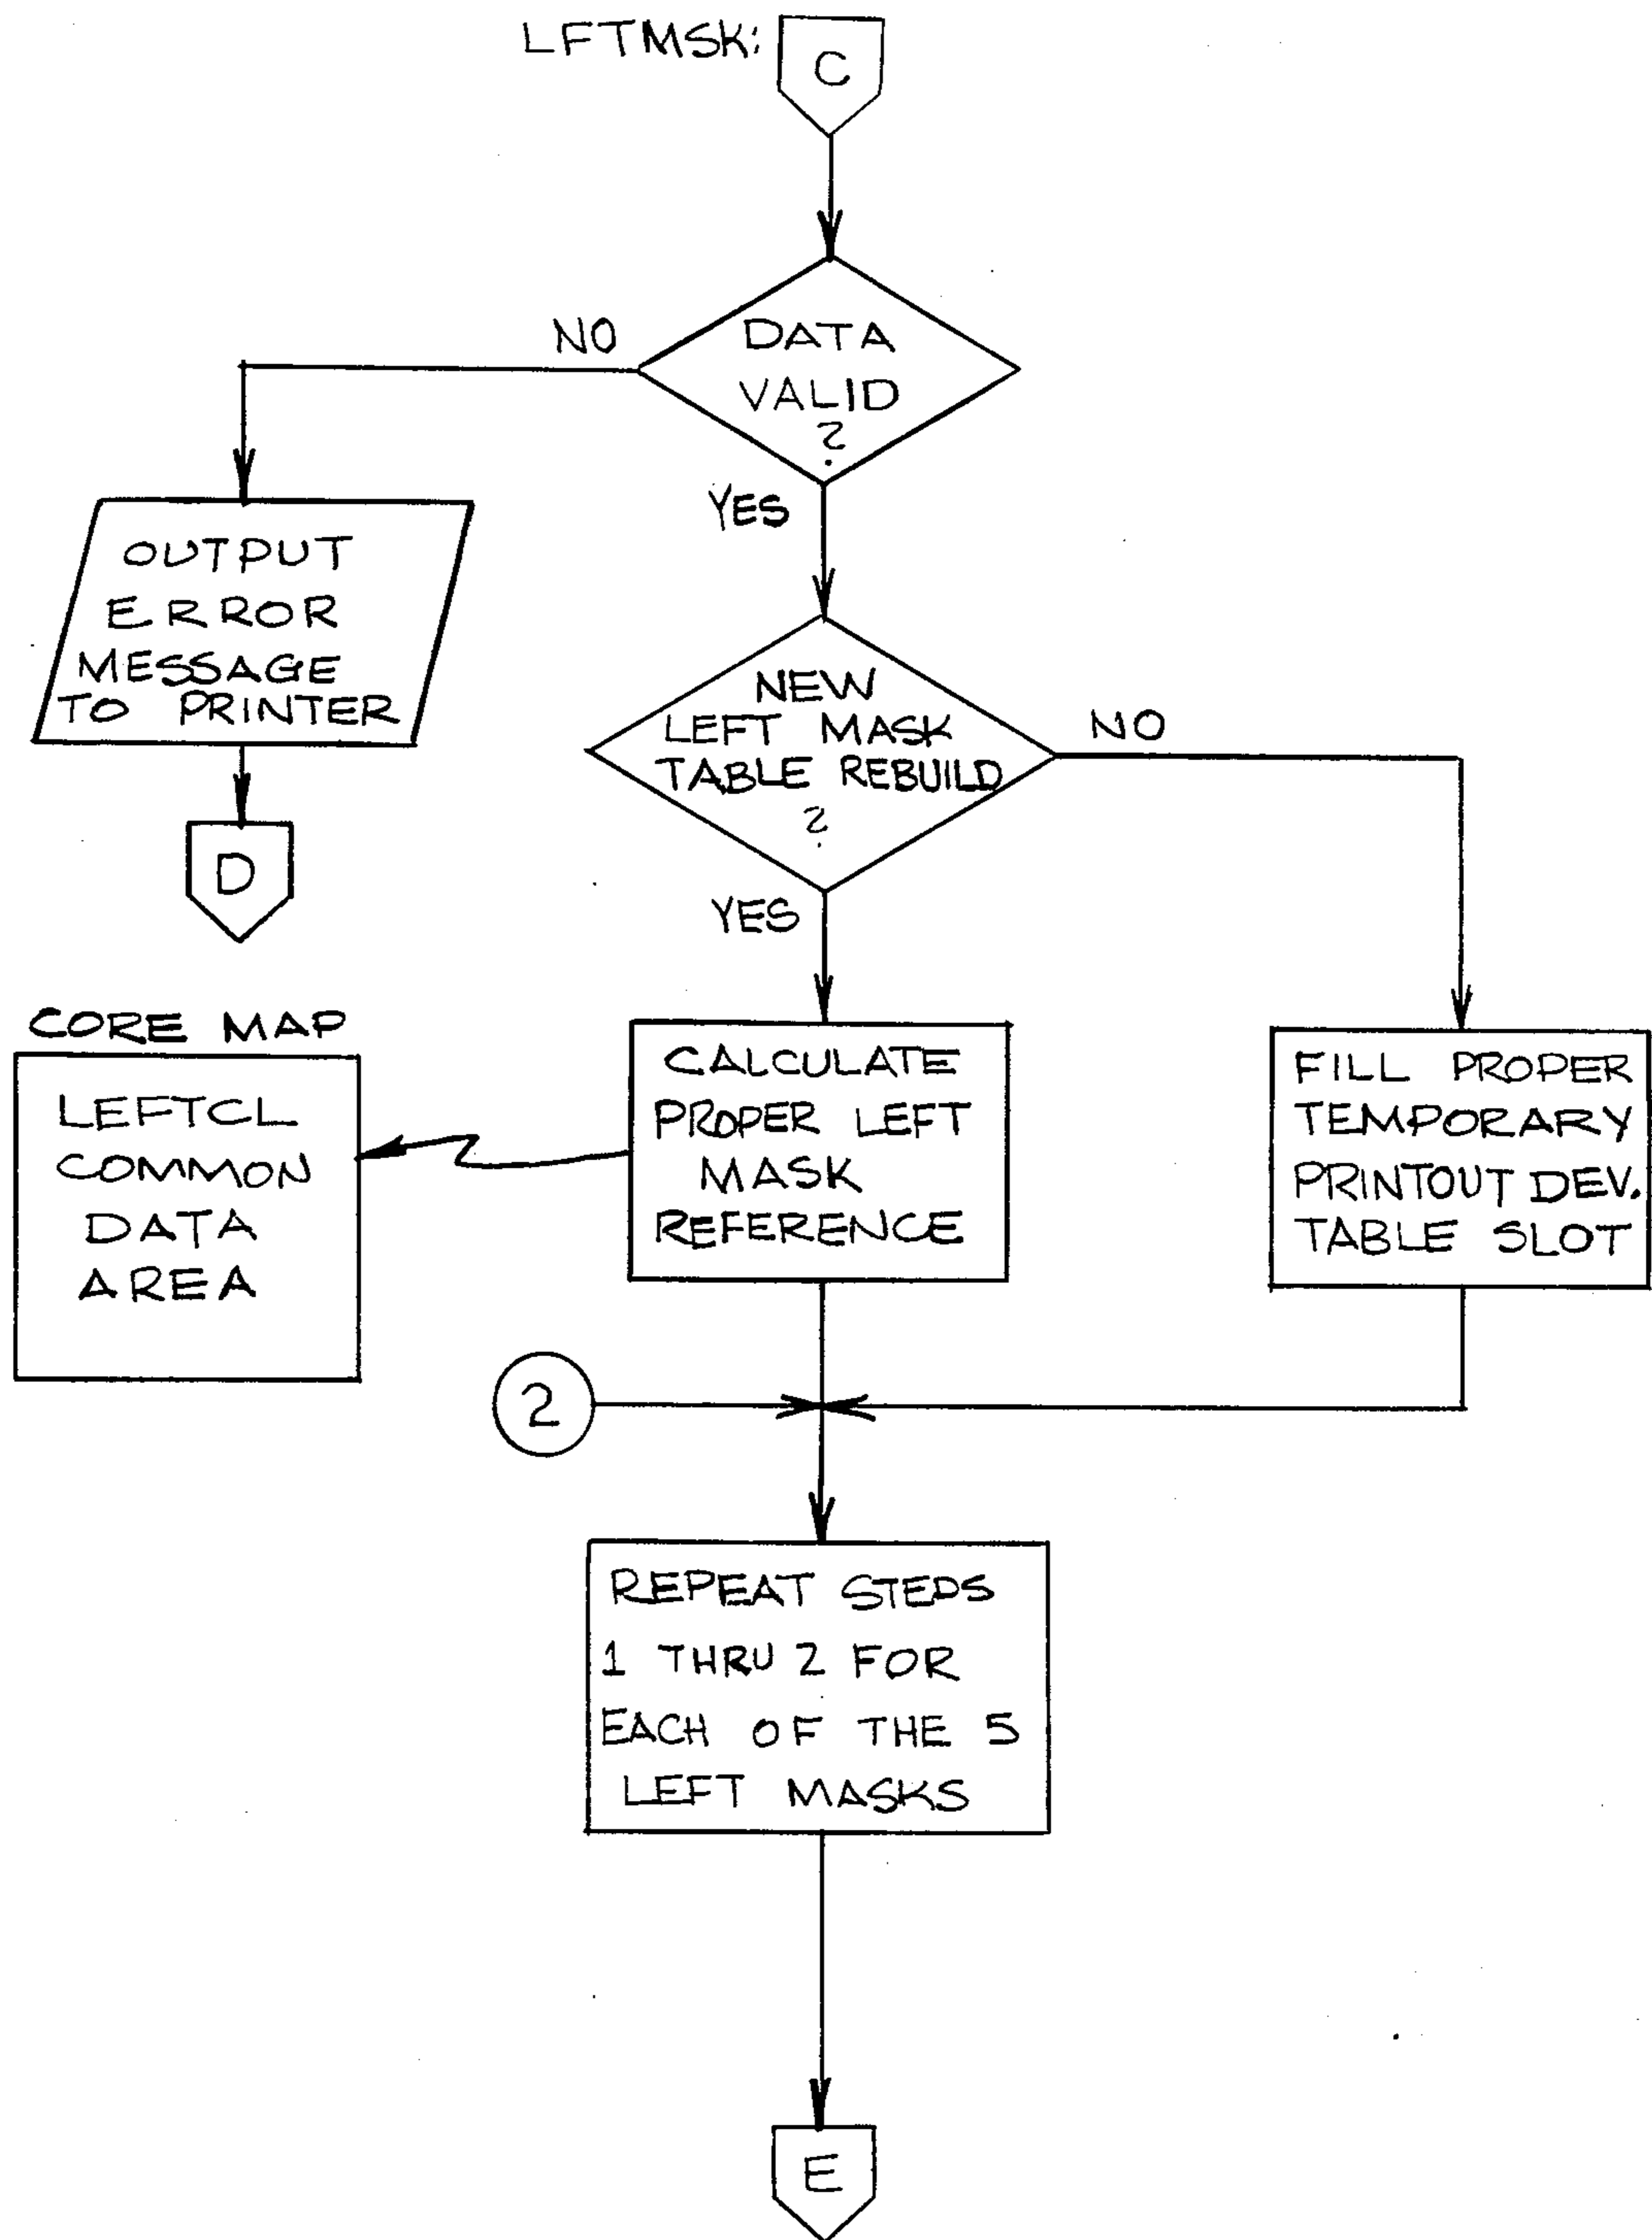 LFTMSK:
C
DATA
VALID
?
NO
YES
OUTPUT
ERROR
MESSAGE
TO PRINTER
D
NEW
LEFT MASK
TABLE REBUILD
?
NO
YES
CORE MAP
LEFTCL
COMMON
DATA
AREA
CALCULATE
PROPER LEFT
MASK
REFERENCE
FILL PROPER
TEMPORARY
PRINTOUT DEV.
TABLE SLOT
2
REPEAT STEDS
1 THRU 2 FOR
EACH OF THE 5
LEFT MASKS
E